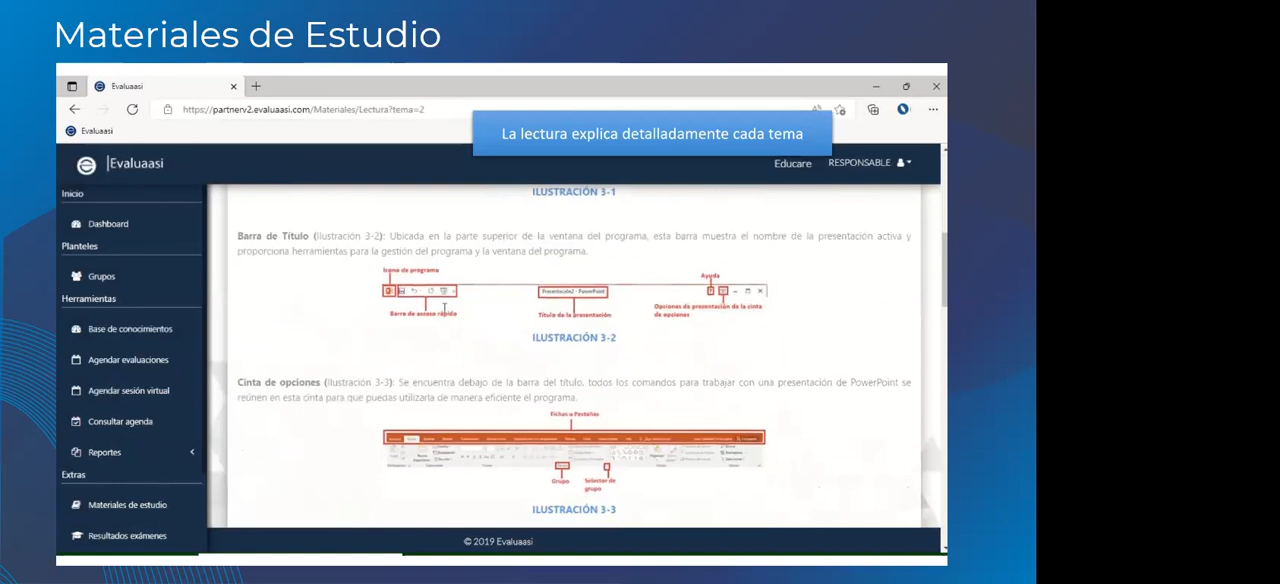 Materiales de Estudio
Evaluaasi
https://partnerv2.evaluaasi.com/Materiales/Lectura?tema=2
Evaluaasi
La lectura explica detalladamente cada tema
|Evaluaasi
Educare
RESPONSABLE
Inicio
Dashboard
Planteles
Grupos
Herramientas
Base de conocimientos
Agendar evaluaciones
Agendar sesión virtual
Consultar agenda
Reportes
Extras
Materiales de estudio
Resultados exámenes
ILUSTRACIÓN 3-1
Barra de Título (Ilustración 3-2): Ubicada en la parte superior de la ventana del programa, esta barra muestra el nombre de la presentación activa y
proporciona herramientas para la gestión del programa y la ventana del programa.
Icono de programa
Ayuda
Presentación2 - PowerPoint
Barra de acceso rápida
Título de la presentación
Opciones de presentación de la cinta
de opciones
ILUSTRACIÓN 3-2
Cinta de opciones (Ilustración 3-3): Se encuentra debajo de la barra del título, todos los comandos para trabajar con una presentación de PowerPoint se
reúnen en esta cinta para que puedas utilizarla de manera eficiente el programa.
Fichas o Pestañas
Grupo
Selector de
grupo
ILUSTRACIÓN 3-3
© 2019 Evaluaasi